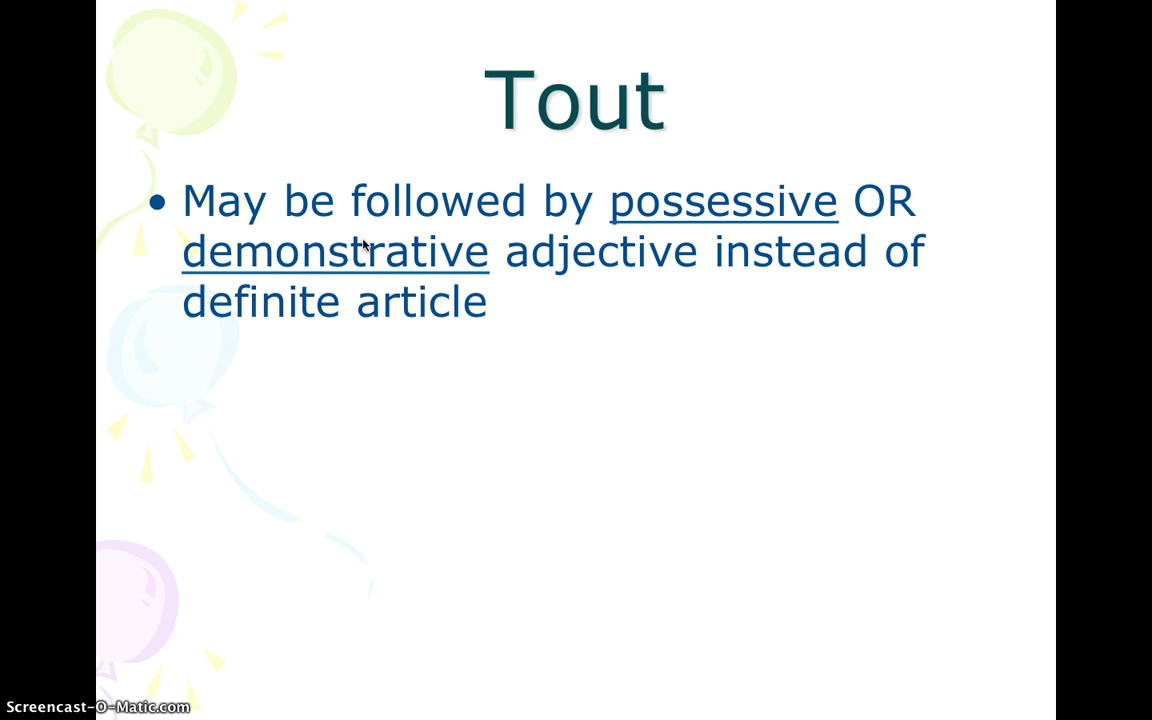 Tout
• May be followed by possessive OR
demonstrative adjective instead of
definite article
Screencast-O-Matic.com